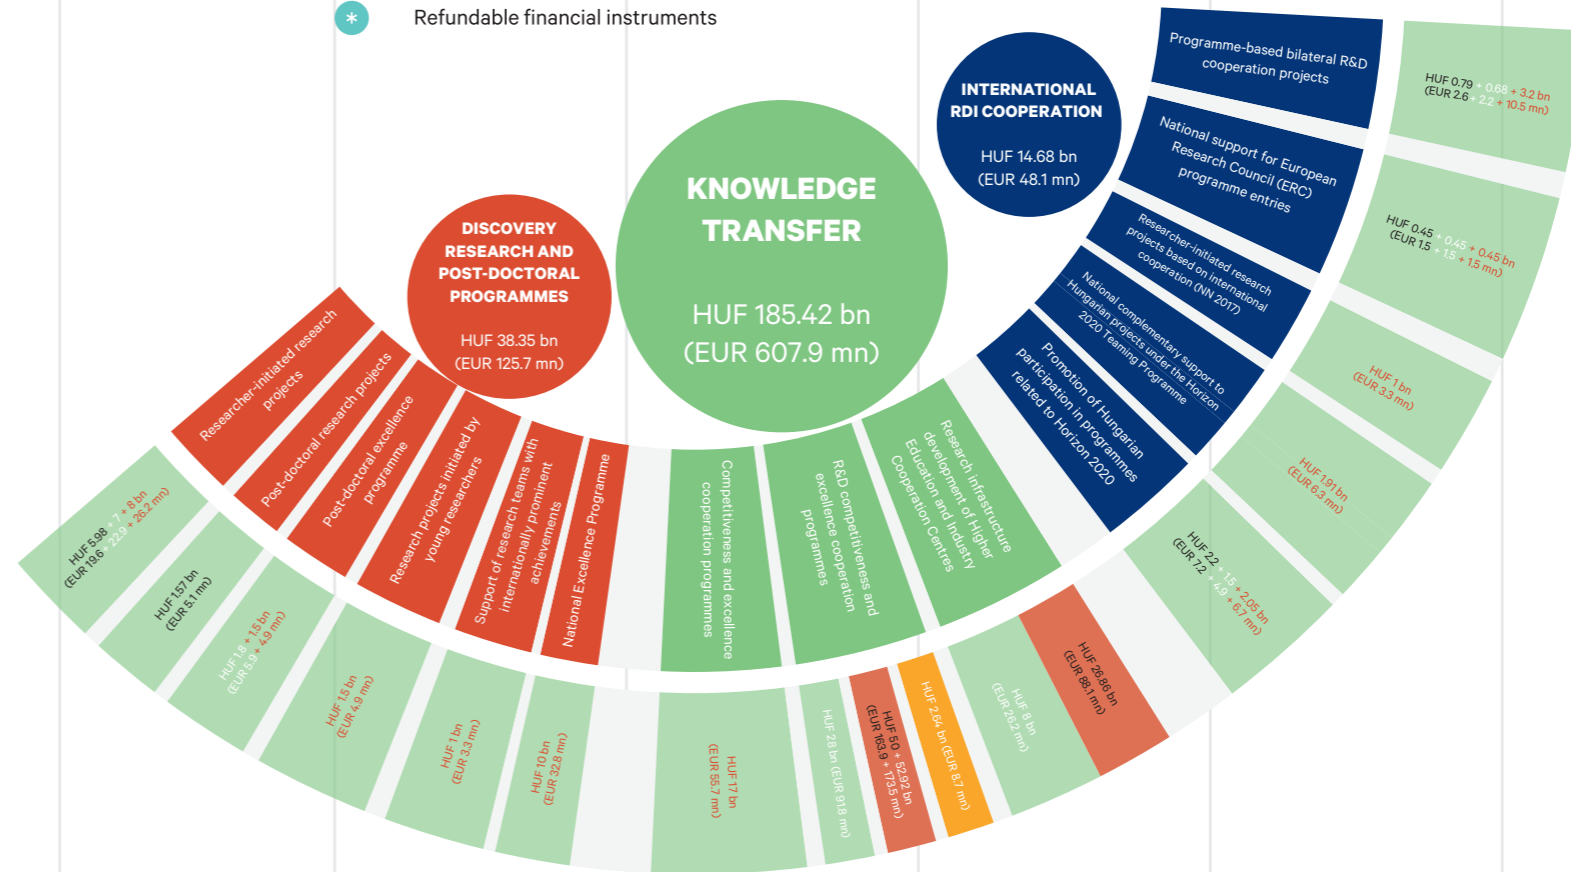 Refundable financial instruments
DISCOVERY
RESEARCH AND
POST-DOCTORAL
PROGRAMMES
HUF 38.35 bn
(EUR 125.7 mn)
KNOWLEDGE
TRANSFER
HUF 185.42 bn
(EUR 607.9 mn)
INTERNATIONAL
RDI COOPERATION
HUF 14.68 bn
(EUR 48.1 mn)
Researcher-initiated research
projects
Post-doctoral research projects
Post-doctoral excellence
programme
Research projects initiated by
young researchers
Support of research teams with
internationally prominent
achievements
National Excellence Programme
Competitiveness and excellence
cooperation programmes
R&D competitiveness and
excellence cooperation
programmes
Research Infrastructure
development of Higher
Education and Industry
Cooperation Centres
Promotion of Hungarian
participation in programmes
related to Horizon 2020
National complementary support to
Hungarian projects under the Horizon
2020 Teaming Programme
Researcher-initiated research
projects based on international
cooperation (NN 2017)
National support for European
Research Council (ERC)
programme entries
Programme-based bilateral R&D
cooperation projects
HUF 5.98 + 7 + 8 bn
(EUR 19.6 + 22.9 + 26.2 mn)
HUF 1.57 bn
(EUR 5.1 mn)
HUF 1.8 + 1.5 bn
(EUR 5.9 + 4.9 mn)
HUF 1.5 bn
(EUR 4.9 mn)
HUF 1 bn
(EUR 3.3 mn)
HUF 10 bn
(EUR 32.8 mn)
HUF 17 bn
(EUR 55.7 mn)
HUF 28 bn (EUR 91.8 mn)
HUF 50 + 52.92 bn
(EUR 163.9 + 173.5 mn)
HUF 2.64 bn (EUR 8.7 mn)
HUF 8 bn
(EUR 26.2 mn)
HUF 26.86 bn
(EUR 88.1 mn)
HUF 2.2 + 1.5 + 2.05 bn
(EUR 7.2 + 4.9 + 6.7 mn)
HUF 1.91 bn
(EUR 6.3 mn)
HUF 1 bn
(EUR 3.3 mn)
HUF 0.45 + 0.45 + 0.45 bn
(EUR 1.5 + 1.5 + 1.5 mn)
HUF 0.79 + 0.68 + 3.2 bn
(EUR 2.6 + 2.2 + 10.5 mn)